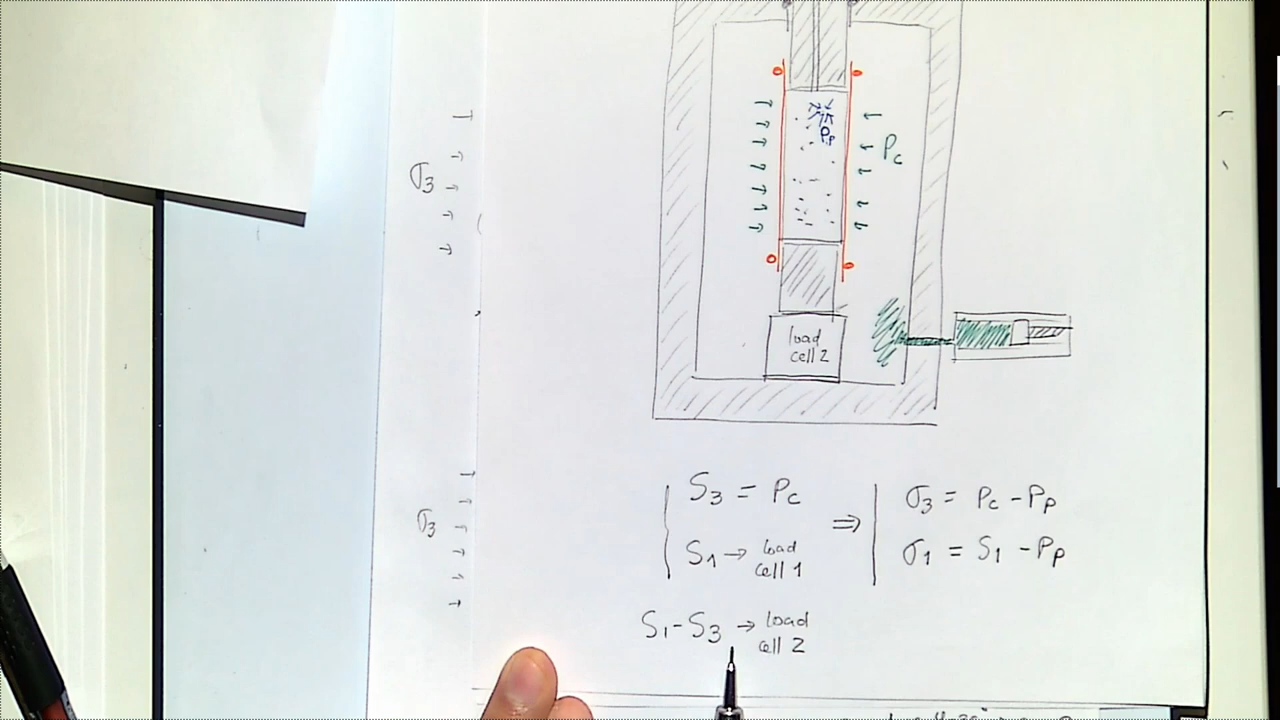 Pp
Pc
σ3
load
cell 2
S3 = Pc
σ3 = Pc - Pp
σ3
S1 → load
cell 1
⇒
σ1 = S1 - Pp
S1 - S3 → load
cell 2